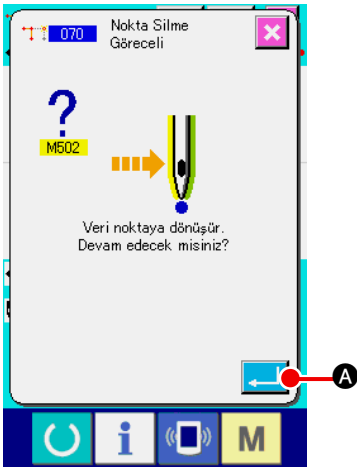 070
Nokta Silme
Göreceli
?
M502
Veri noktaya dönüşür.
Devam edecek misiniz?
A
i
M